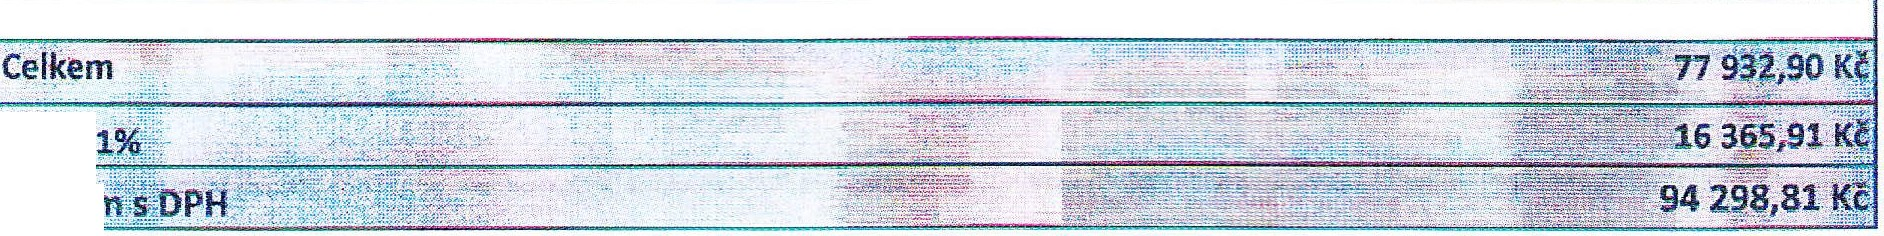 Celkem 77 932,90 Kč
1% 16 365,91 Kč
s DPH 94 298,81 Kč